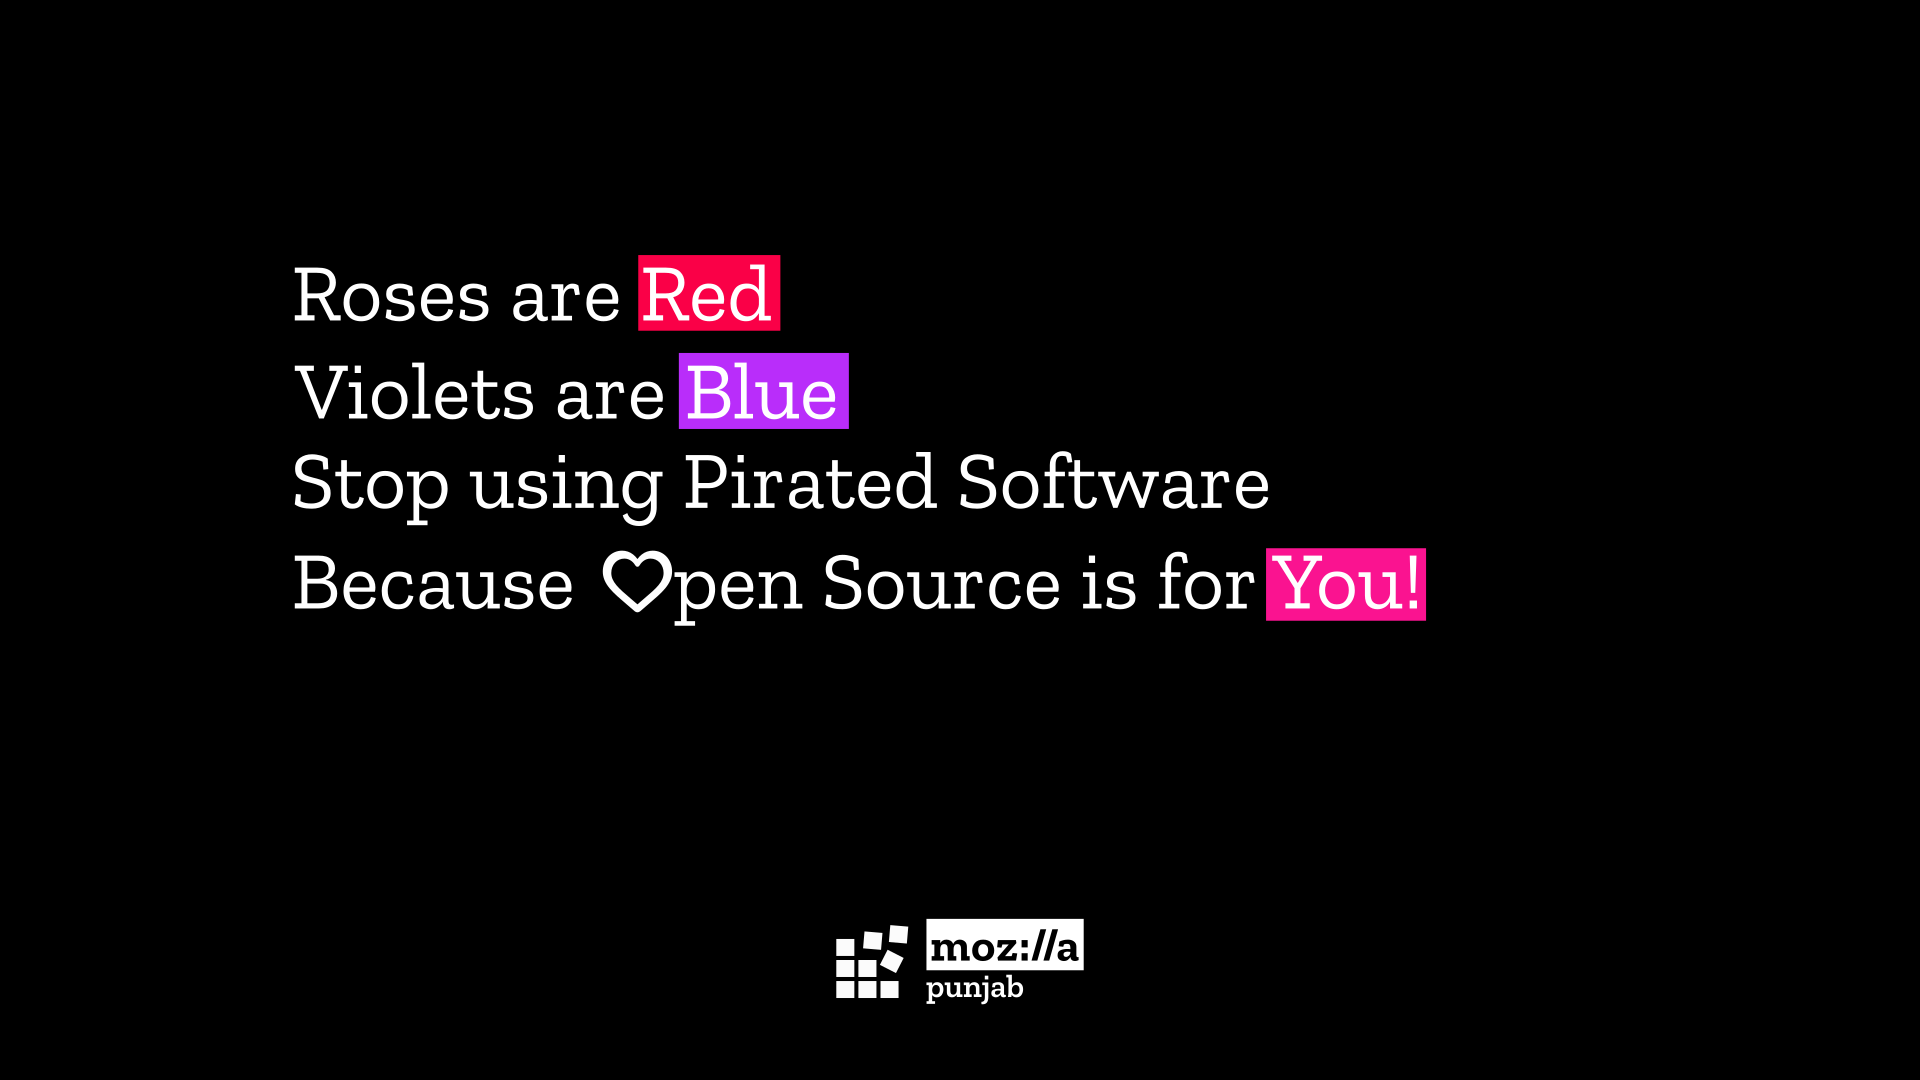 Roses are Red
Violets are Blue
Stop using Pirated Software
Because ♡pen Source is for You!
moz://a
punjab